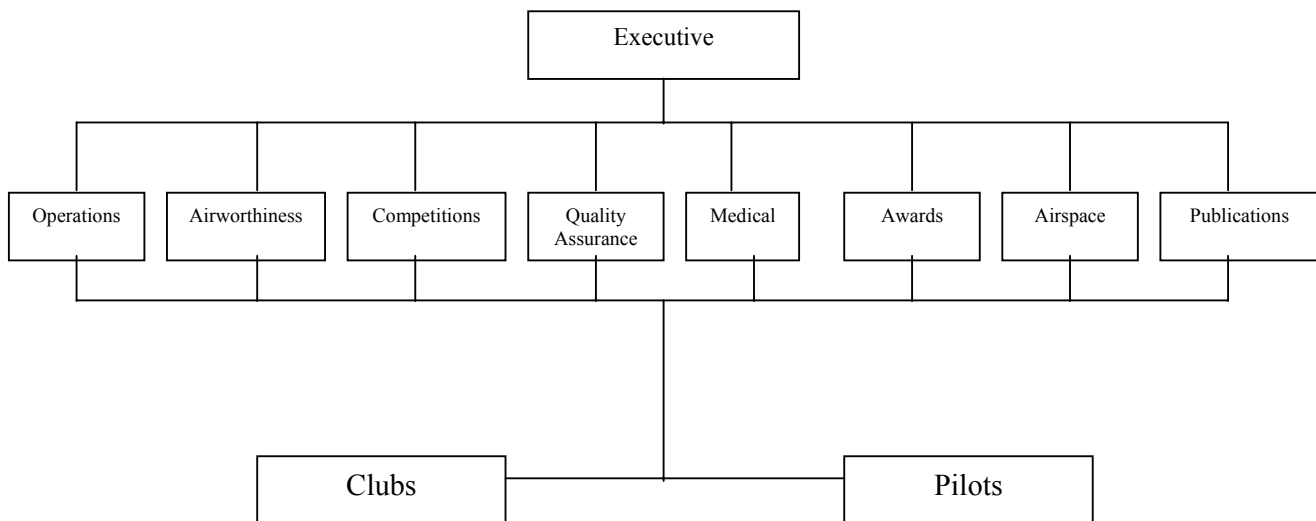 Executive
Operations
Airworthiness
Competitions
Quality
Assurance
Medical
Awards
Airspace
Publications
Clubs
Pilots